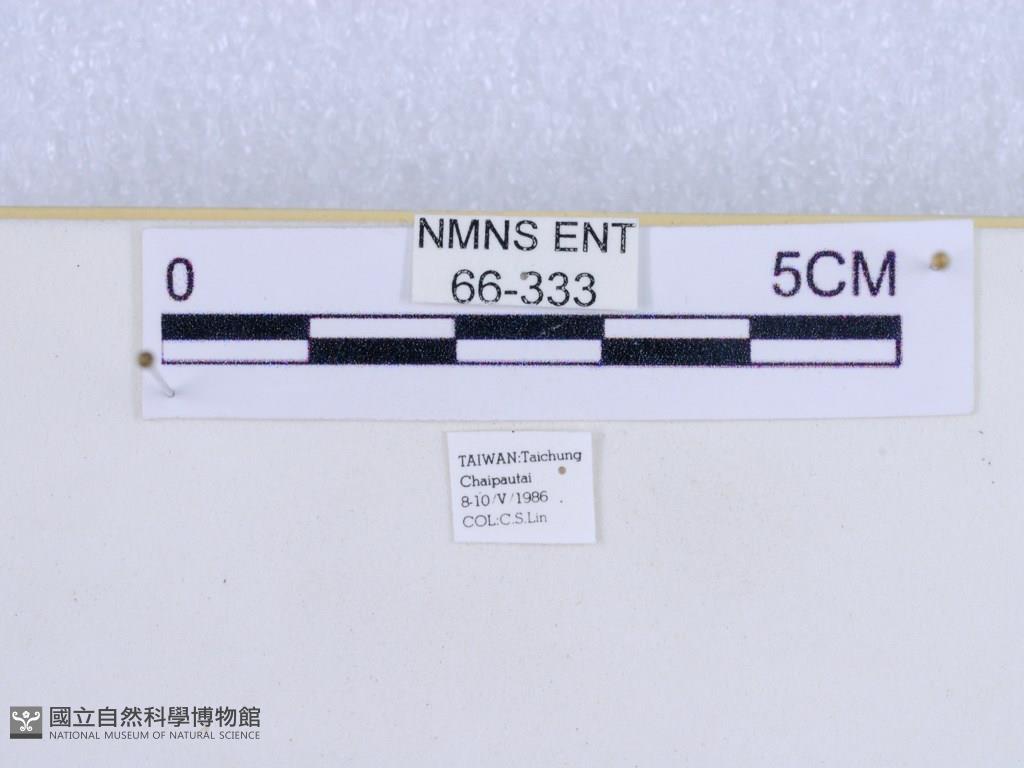 NMNS ENT
66-333
0
5CM
TAIWAN:Taichung
Chaipautai
8-10/V/1986
COL:C.S.Lin
國立自然科學博物館
NATIONAL MUSEUM OF NATURAL SCIENCE